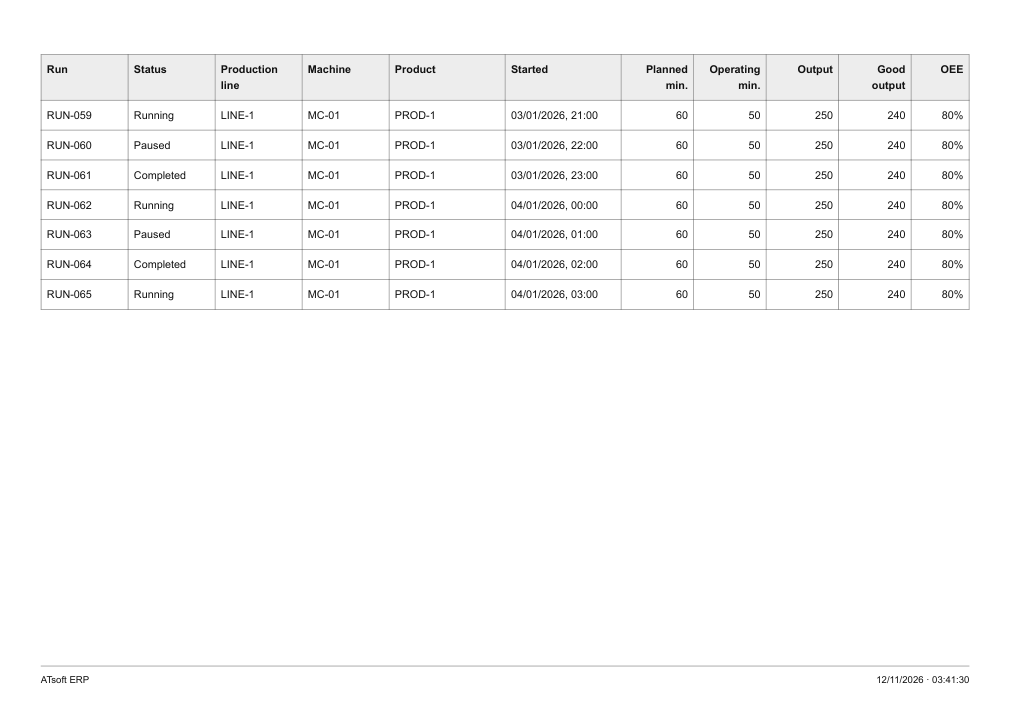 Run Status Production line Machine Product Started Planned min. Operating min. Output Good output OEE
RUN-059 Running LINE-1 MC-01 PROD-1 03/01/2026, 21:00 60 50 250 240 80%
RUN-060 Paused LINE-1 MC-01 PROD-1 03/01/2026, 22:00 60 50 250 240 80%
RUN-061 Completed LINE-1 MC-01 PROD-1 03/01/2026, 23:00 60 50 250 240 80%
RUN-062 Running LINE-1 MC-01 PROD-1 04/01/2026, 00:00 60 50 250 240 80%
RUN-063 Paused LINE-1 MC-01 PROD-1 04/01/2026, 01:00 60 50 250 240 80%
RUN-064 Completed LINE-1 MC-01 PROD-1 04/01/2026, 02:00 60 50 250 240 80%
RUN-065 Running LINE-1 MC-01 PROD-1 04/01/2026, 03:00 60 50 250 240 80%
ATsoft ERP 12/11/2026 · 03:41:30